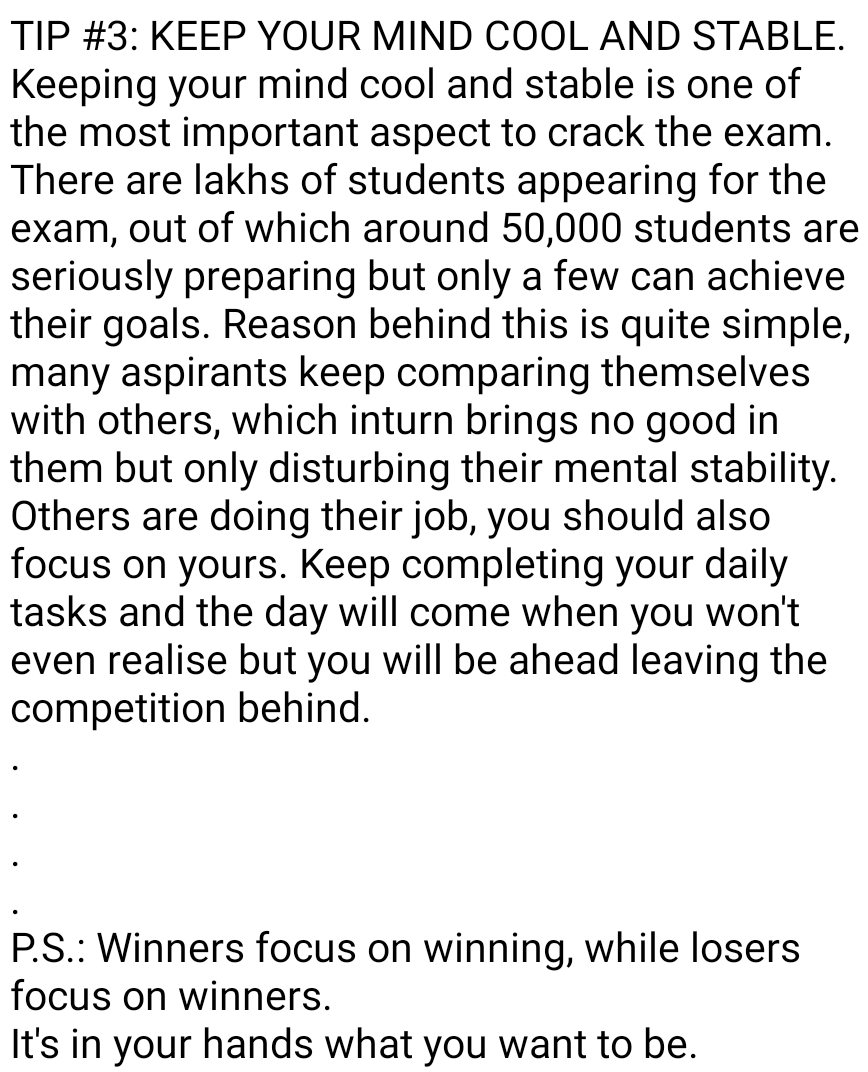 TIP #3: KEEP YOUR MIND COOL AND STABLE.
Keeping your mind cool and stable is one of
the most important aspect to crack the exam.
There are lakhs of students appearing for the
exam, out of which around 50,000 students are
seriously preparing but only a few can achieve
their goals. Reason behind this is quite simple,
many aspirants keep comparing themselves
with others, which inturn brings no good in
them but only disturbing their mental stability.
Others are doing their job, you should also
focus on yours. Keep completing your daily
tasks and the day will come when you won't
even realise but you will be ahead leaving the
competition behind.
.
.
.
.
P.S.: Winners focus on winning, while losers
focus on winners.
It's in your hands what you want to be.